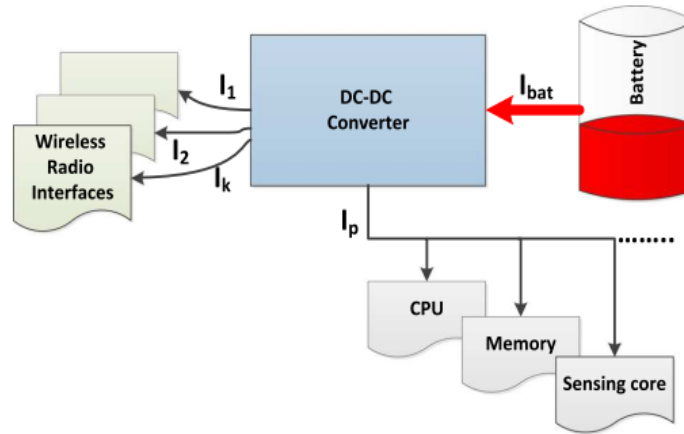 I1
I2
Ik
Wireless
Radio
Interfaces
DC-DC
Converter
Ibat
Battery
Ip
CPU
Memory
Sensing core